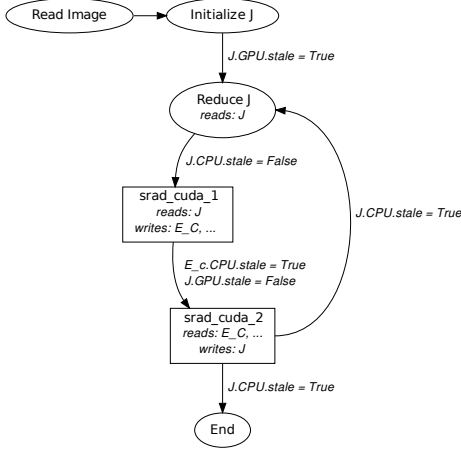 Read Image
Initialize J
J.GPU.stale = True
Reduce J
reads: J
J.CPU.stale = False
srad_cuda_1
reads: J
writes: E_C, ...
J.CPU.stale = True
E_c.CPU.stale = True
J.GPU.stale = False
srad_cuda_2
reads: E_C, ...
writes: J
J.CPU.stale = True
End